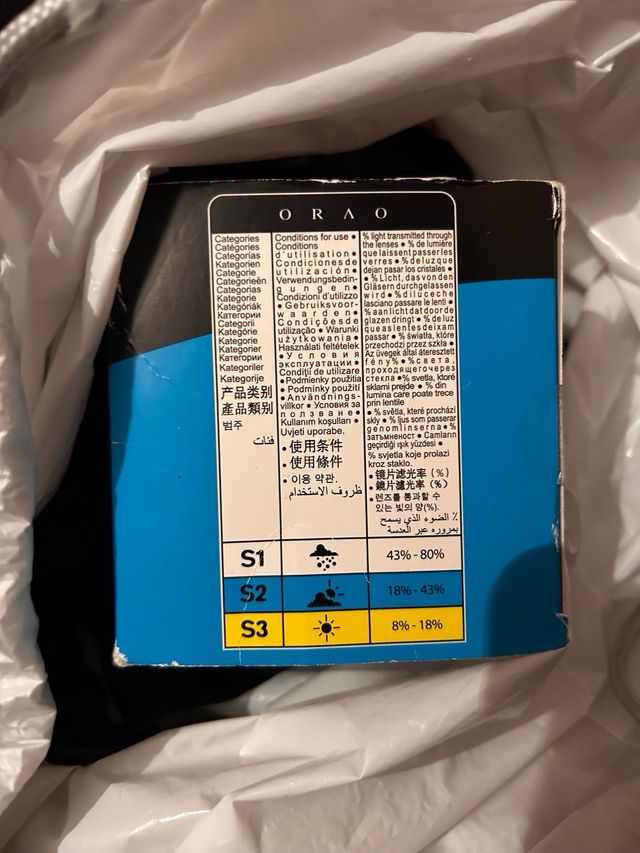 ORAO
Categories
Catégories
Categorías
Kategorien
Categorie
Categorieën
Categorias
Kategorie
Kategóriák
Категории
Categorii
Kategórie
Kategorie
Kategorier
Категории
Kategoriler
Kategorije
产品类别
產品類別
범주
فئات
Conditions for use •
Conditions
d'utilisation •
Condiciones de
utilización •
Verwendungsbedin-
gungen •
Condizioni d'utilizzo
• Gebruiksvoor-
waarden •
Condições de
utilização • Warunki
użytkowania •
Használati feltételek
• Условия
эксплуатации •
Condiții de utilizare
• Podmienky použitia
• Podmínky použití
• Användnings-
villkor • Условия за
ползване •
Kullanım koşulları •
Uvjeti uporabe.
• 使用条件
• 使用條件
• 이용 약관.
ظروف الاستخدام
% light transmitted through
the lenses • % de lumière
que laissent passer les
verres • % de luz que
dejan pasar los cristales •
• % Licht, das von den
Gläsern durchgelassen
wird • % di luce che
lasciano passare le lenti •
% aan licht dat door de
glazen dringt • % de luz
que as lentes deixam
passar • % światła, które
przechodzi przez szkła •
Az üvegek által áteresztett
fény% • % света,
проходящего через
стекла • % svetla, ktoré
sklami prejde • % din
lumina care poate trece
prin lentile
• % světla, které prochází
skly • % ljus som passerar
genom linserna • %
затъмненост • Camların
geçirdiği ışık yüzdesi •
% svjetla koje prolazi
kroz staklo.
• 镜片滤光率 (%)
• 鏡片濾光率 (%)
• 렌즈를 통과할 수
있는 빛의 양(%).
٪ الضوء الذي يسمح
بمروره عبر العدسة
S1 43% - 80%
S2 18% - 43%
S3 8% - 18%